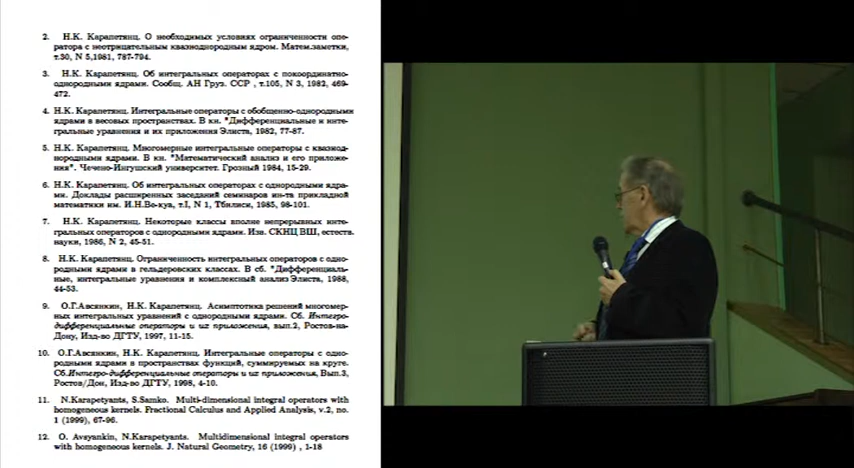 2. Н.К. Карапетянц. О необходимых условиях ограниченности опе-
ратора с неотрицательным квазиоднородным ядром. Матем.заметки,
т.30, N 5,1981, 787-794.
3. Н.К. Карапетянц. Об интегральных операторах с покоординатно-
однородными ядрами. Сообщ. АН Груз. ССР , т.105, N 3, 1982, 469-
472.
4. Н.К. Карапетянц. Интегральные операторы с обобщенно-однородными
ядрами в весовых пространствах. В кн. "Дифференциальные и инте-
гральные уравнения и их приложения Элиста, 1982, 77-87.
5. Н.К. Карапетянц. Многомерные интегральные операторы с квазиод-
нородными ядрами. В кн. "Математический анализ и его приложе-
ния". Чечено-Ингушский университет. Грозный 1984, 15-29.
6. Н.К. Карапетянц. Об интегральных операторах с однородными ядра-
ми. Доклады расширенных заседаний семинаров ин-та прикладной
математики им. И.Н.Ве-куа, т.I, N 1, Тбилиси, 1985, 98-101.
7. Н.К. Карапетянц. Некоторые классы вполне непрерывных инте-
гральных операторов с однородными ядрами. Изв. СКНЦ ВШ, естеств.
науки, 1986, N 2, 45-51.
8. Н.К. Карапетянц. Ограниченность интегральных операторов с одно-
родными ядрами в гельдеровских классах. В сб. "Дифференциаль-
ные, интегральные уравнения и комплексный анализ Элиста, 1988,
44-53.
9. О.Г.Авсянкин, Н.К. Карапетянц. Асимптотика решений многомер-
ных интегральных уравнений с однородными ядрами. Сб. Интегро-
дифференциальные операторы и их приложения, вып.2, Ростов-на-
Дону, Изд-во ДГТУ, 1997, 11-15.
10. О.Г.Авсянкин, Н.К. Карапетянц. Интегральные операторы с одно-
родными ядрами в пространствах функций, суммируемых на круге.
Сб.Интегро-дифференциальные операторы и их приложения, Вып.3,
Ростов/Дон, Изд-во ДГТУ, 1998, 4-10.
11. N.Karapetyants, S.Samko. Multi-dimensional integral operators with
homogeneous kernels. Fractional Calculus and Applied Analysis, v.2, no.
1 (1999), 67-96.
12. O. Avsyankin, N.Karapetyants. Multidimensional integral operators
with homogeneous kernels. J. Natural Geometry, 16 (1999) , 1-18